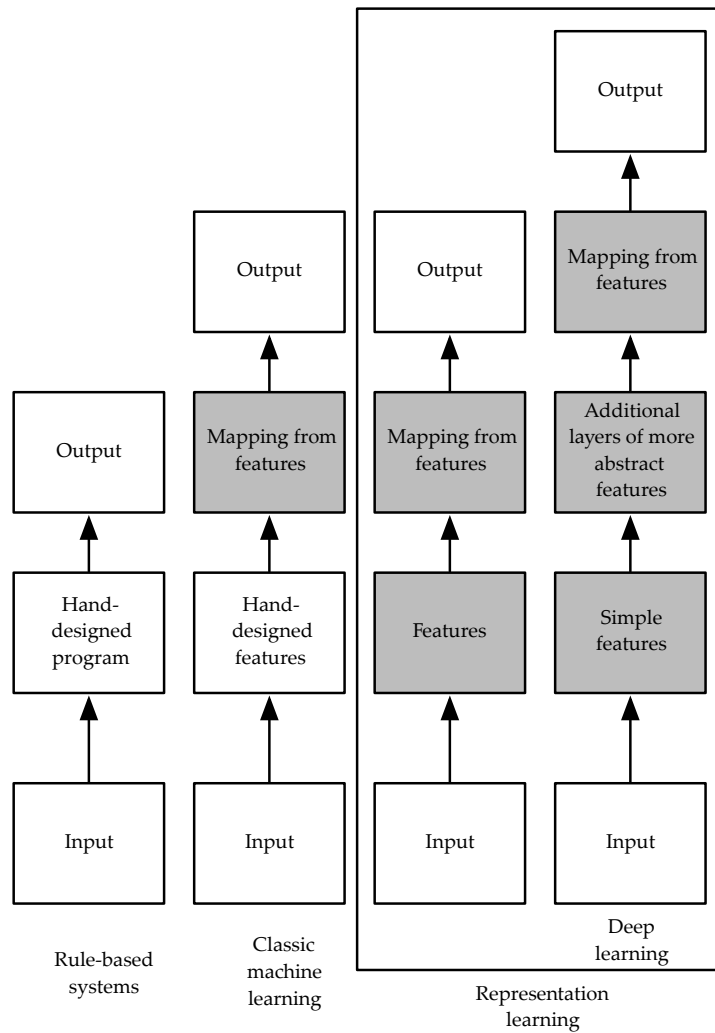 Output
Output
Output
Mapping from
features
Output
Mapping from
features
Mapping from
features
Additional
layers of more
abstract
features
Hand-
designed
program
Hand-
designed
features
Features
Simple
features
Input
Input
Input
Input
Rule-based
systems
Classic
machine
learning
Representation
learning
Deep
learning